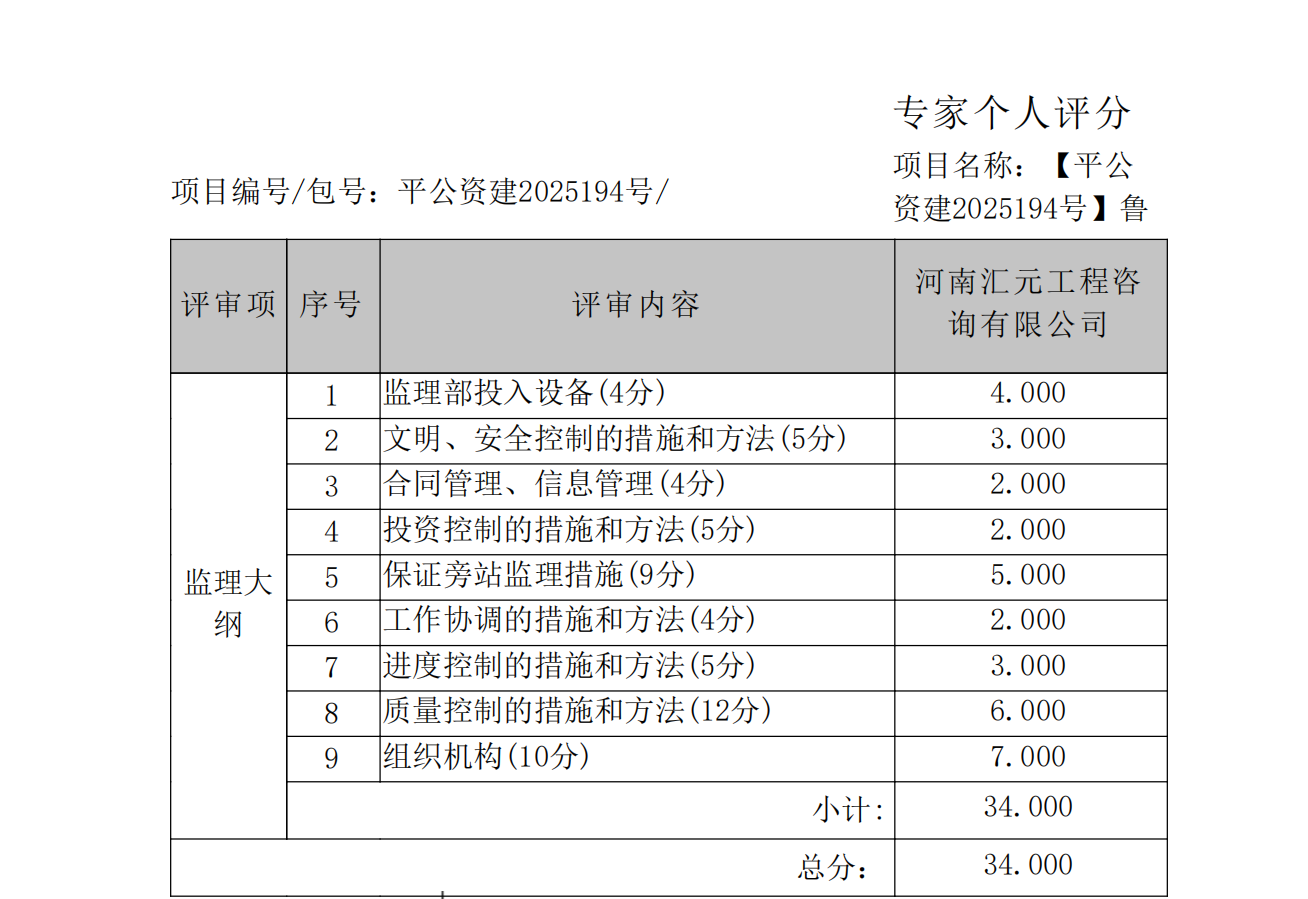 专家个人评分
项目编号/包号：平公资建2025194号/
项目名称：【平公
资建2025194号】鲁
评审项 序号 评审内容 河南汇元工程咨
询有限公司
1 监理部投入设备(4分) 4.000
2 文明、安全控制的措施和方法(5分) 3.000
3 合同管理、信息管理(4分) 2.000
4 投资控制的措施和方法(5分) 2.000
5 保证旁站监理措施(9分) 5.000
监理大
纲
6 工作协调的措施和方法(4分) 2.000
7 进度控制的措施和方法(5分) 3.000
8 质量控制的措施和方法(12分) 6.000
9 组织机构(10分) 7.000
小计: 34.000
总分： 34.000